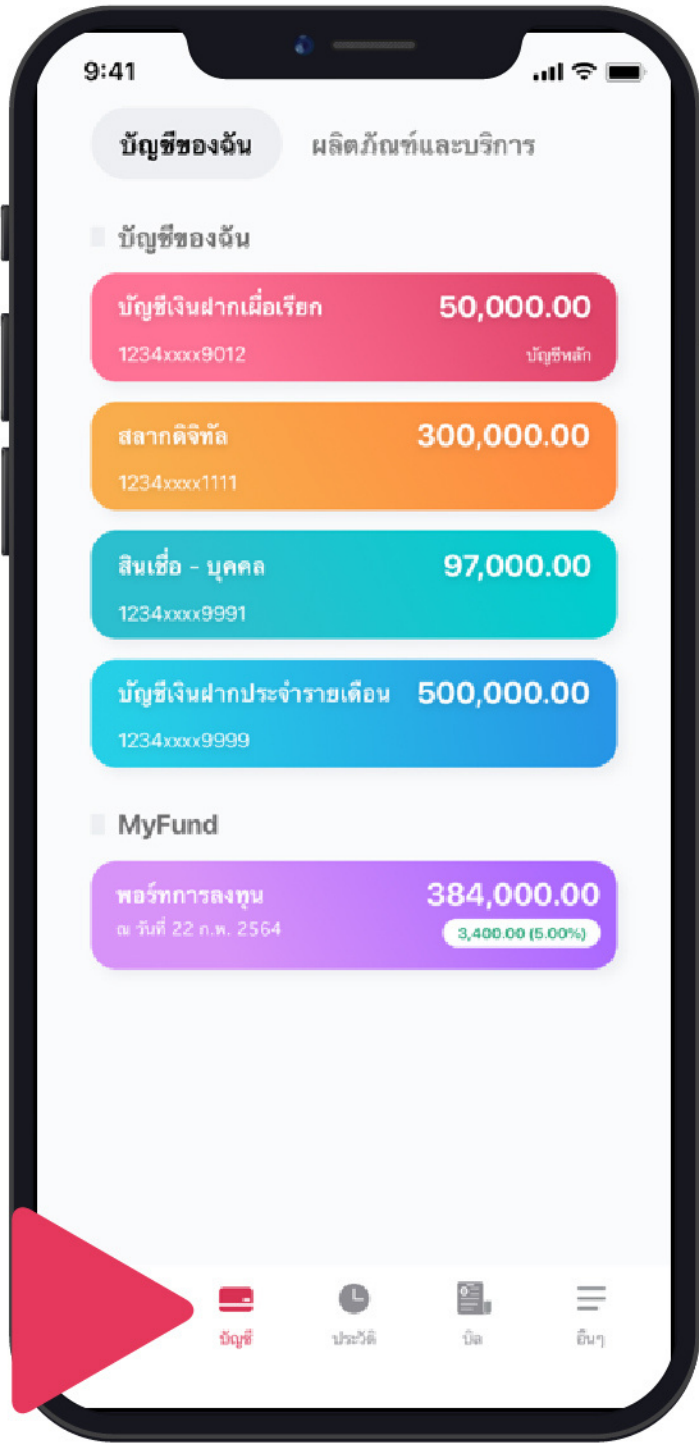 9:41
บัญชีของฉัน ผลิตภัณฑ์และบริการ
บัญชีของฉัน
บัญชีเงินฝากเผื่อเรียก 50,000.00
1234xxxx9012 บัญชีหลัก
สลากดิจิทัล 300,000.00
1234xxxx1111
สินเชื่อ - บุคคล 97,000.00
1234xxxx9991
บัญชีเงินฝากประจำรายเดือน 500,000.00
1234xxxx9999
MyFund
พอร์ทการลงทุน 384,000.00
ณ วันที่ 22 ก.พ. 2564 3,400.00 (5.00%)
บัญชี ประวัติ บิล อื่นๆ